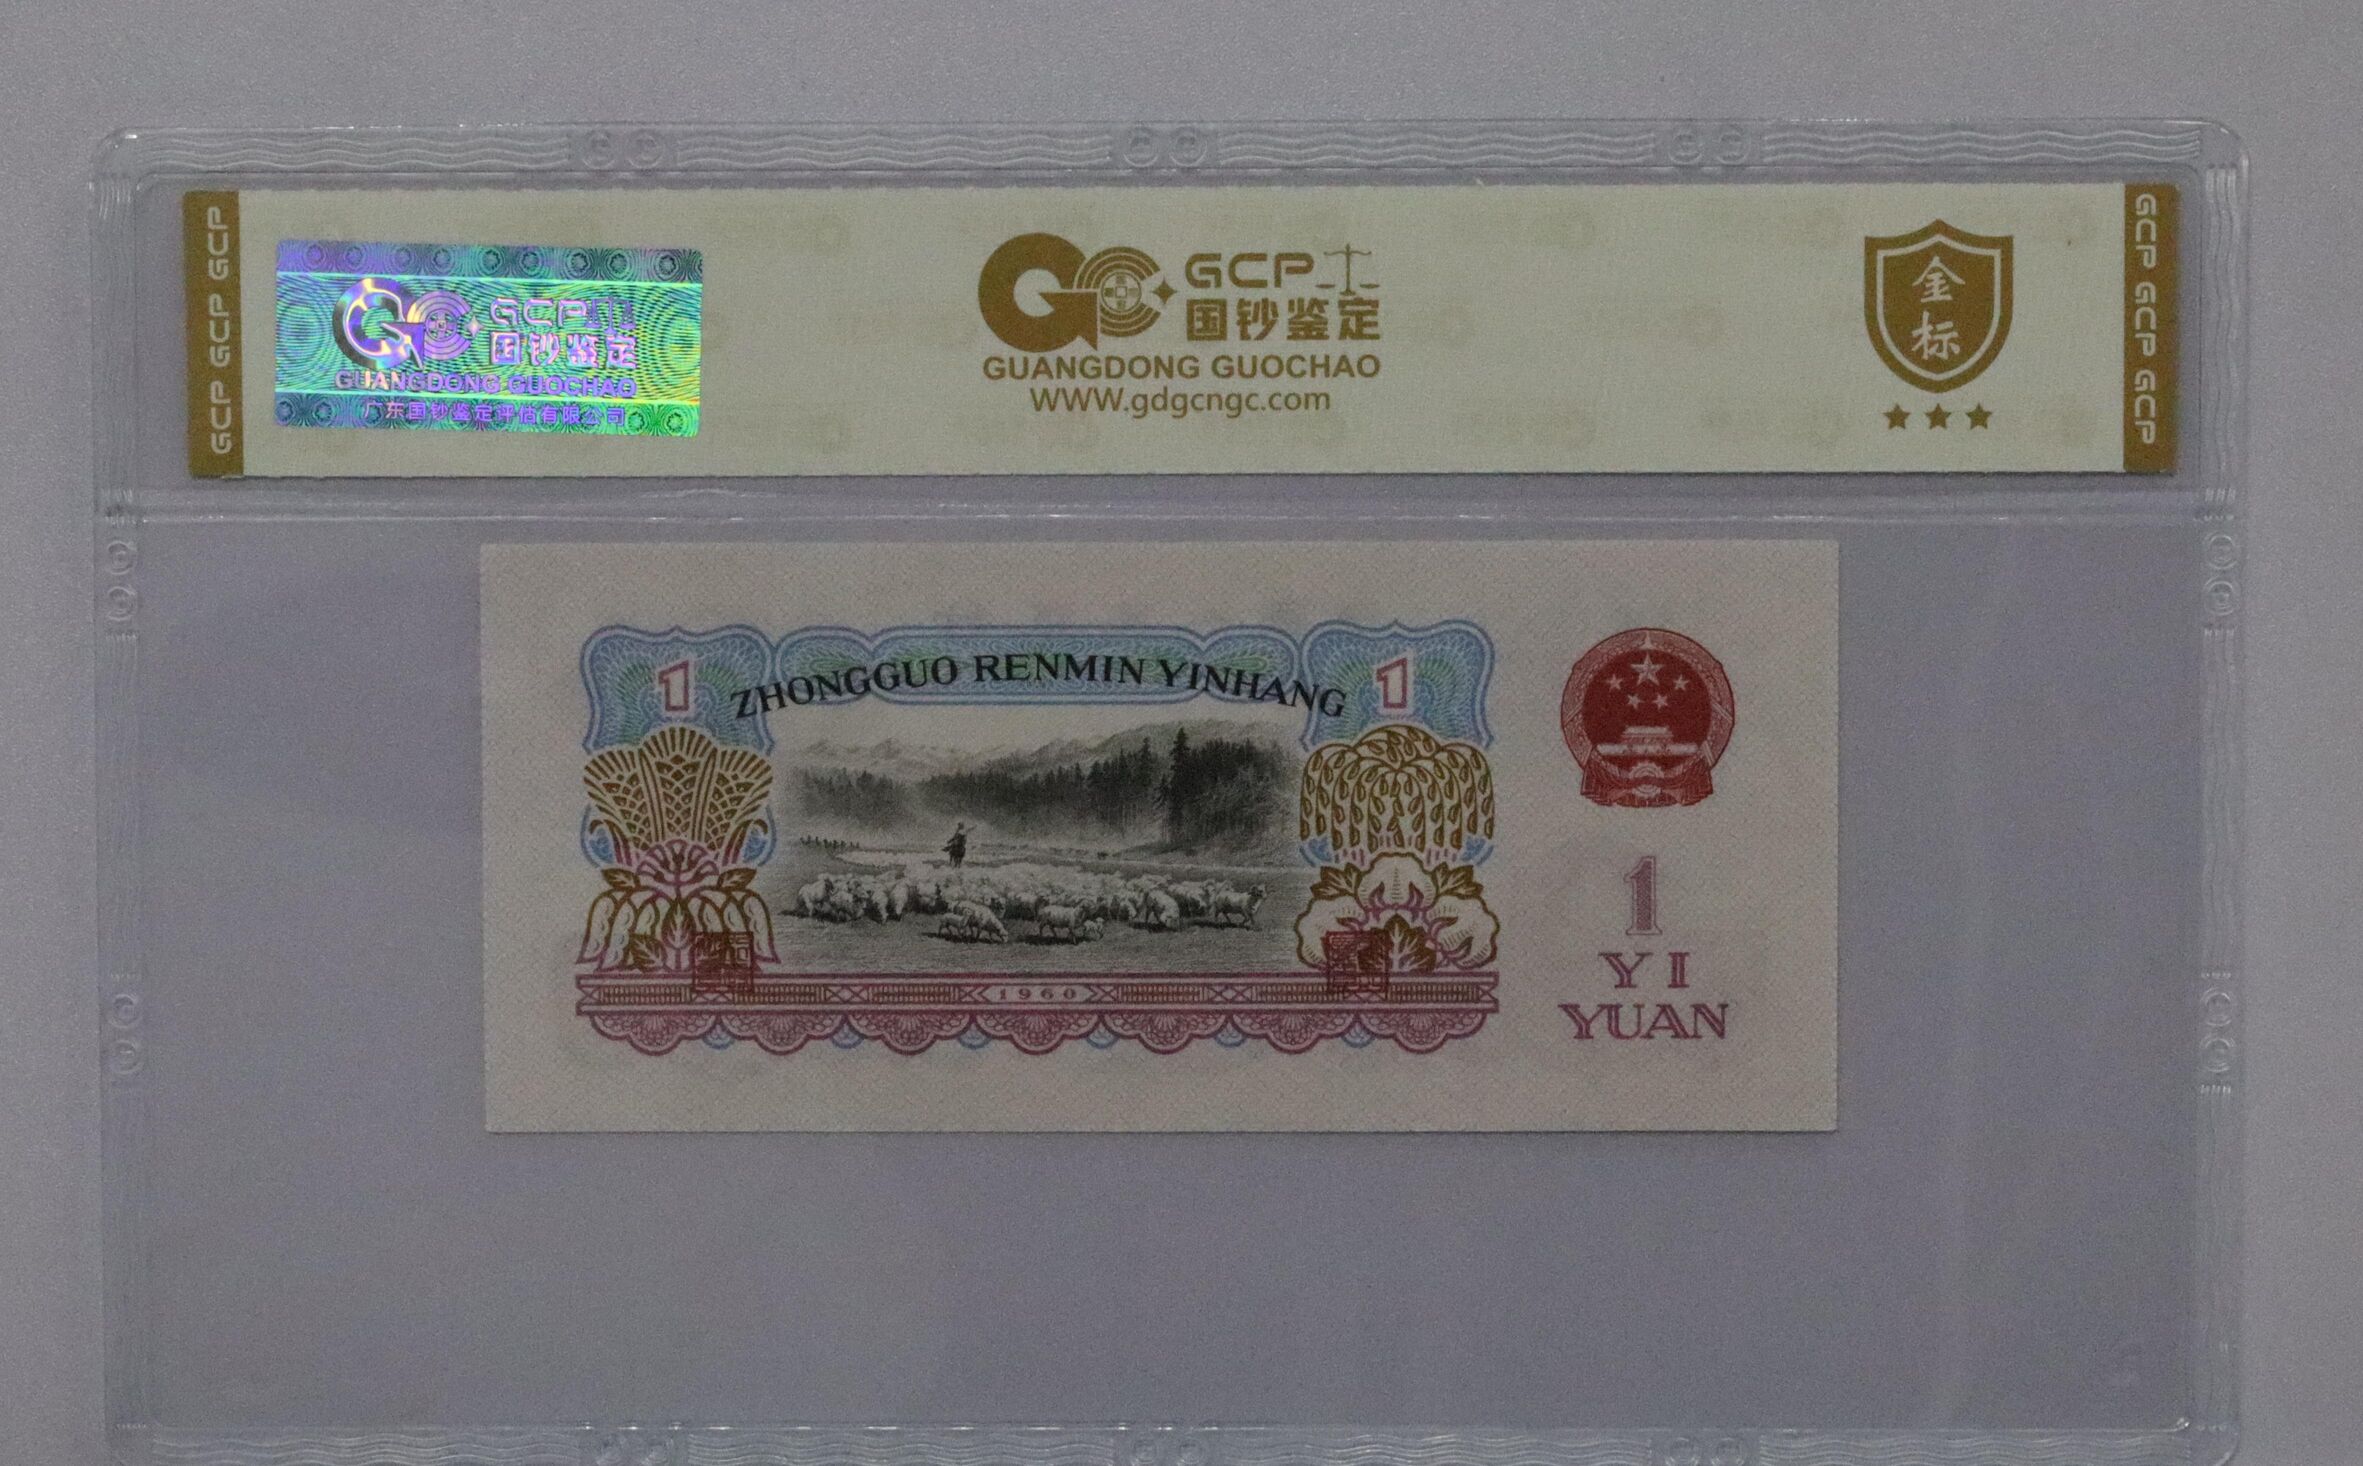 GCP GCP GCP
GCP
国钞鉴定
GUANGDONG GUOCHAO
广东国钞鉴定评估有限公司
GCP
国钞鉴定
GUANGDONG GUOCHAO
WWW.gdgcngc.com
金标
GCP GCP GCP
1
ZHONGGUO RENMIN YINHANG
1
1960
1
YI
YUAN